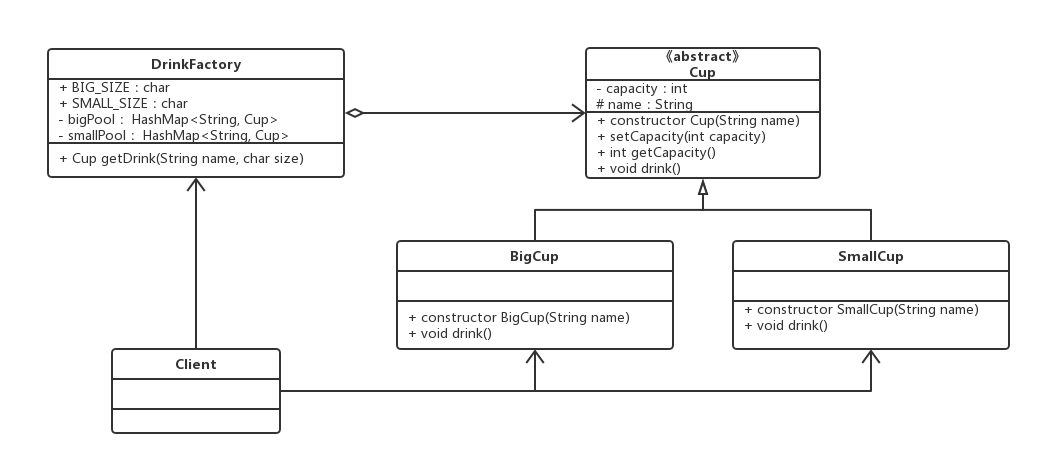 DrinkFactory
+ BIG_SIZE : char
+ SMALL_SIZE : char
- bigPool : HashMap<String, Cup>
- smallPool : HashMap<String, Cup>
+ Cup getDrink(String name, char size)
《abstract》
Cup
- capacity : int
# name : String
+ constructor Cup(String name)
+ setCapacity(int capacity)
+ int getCapacity()
+ void drink()
BigCup
+ constructor BigCup(String name)
+ void drink()
SmallCup
+ constructor SmallCup(String name)
+ void drink()
Client